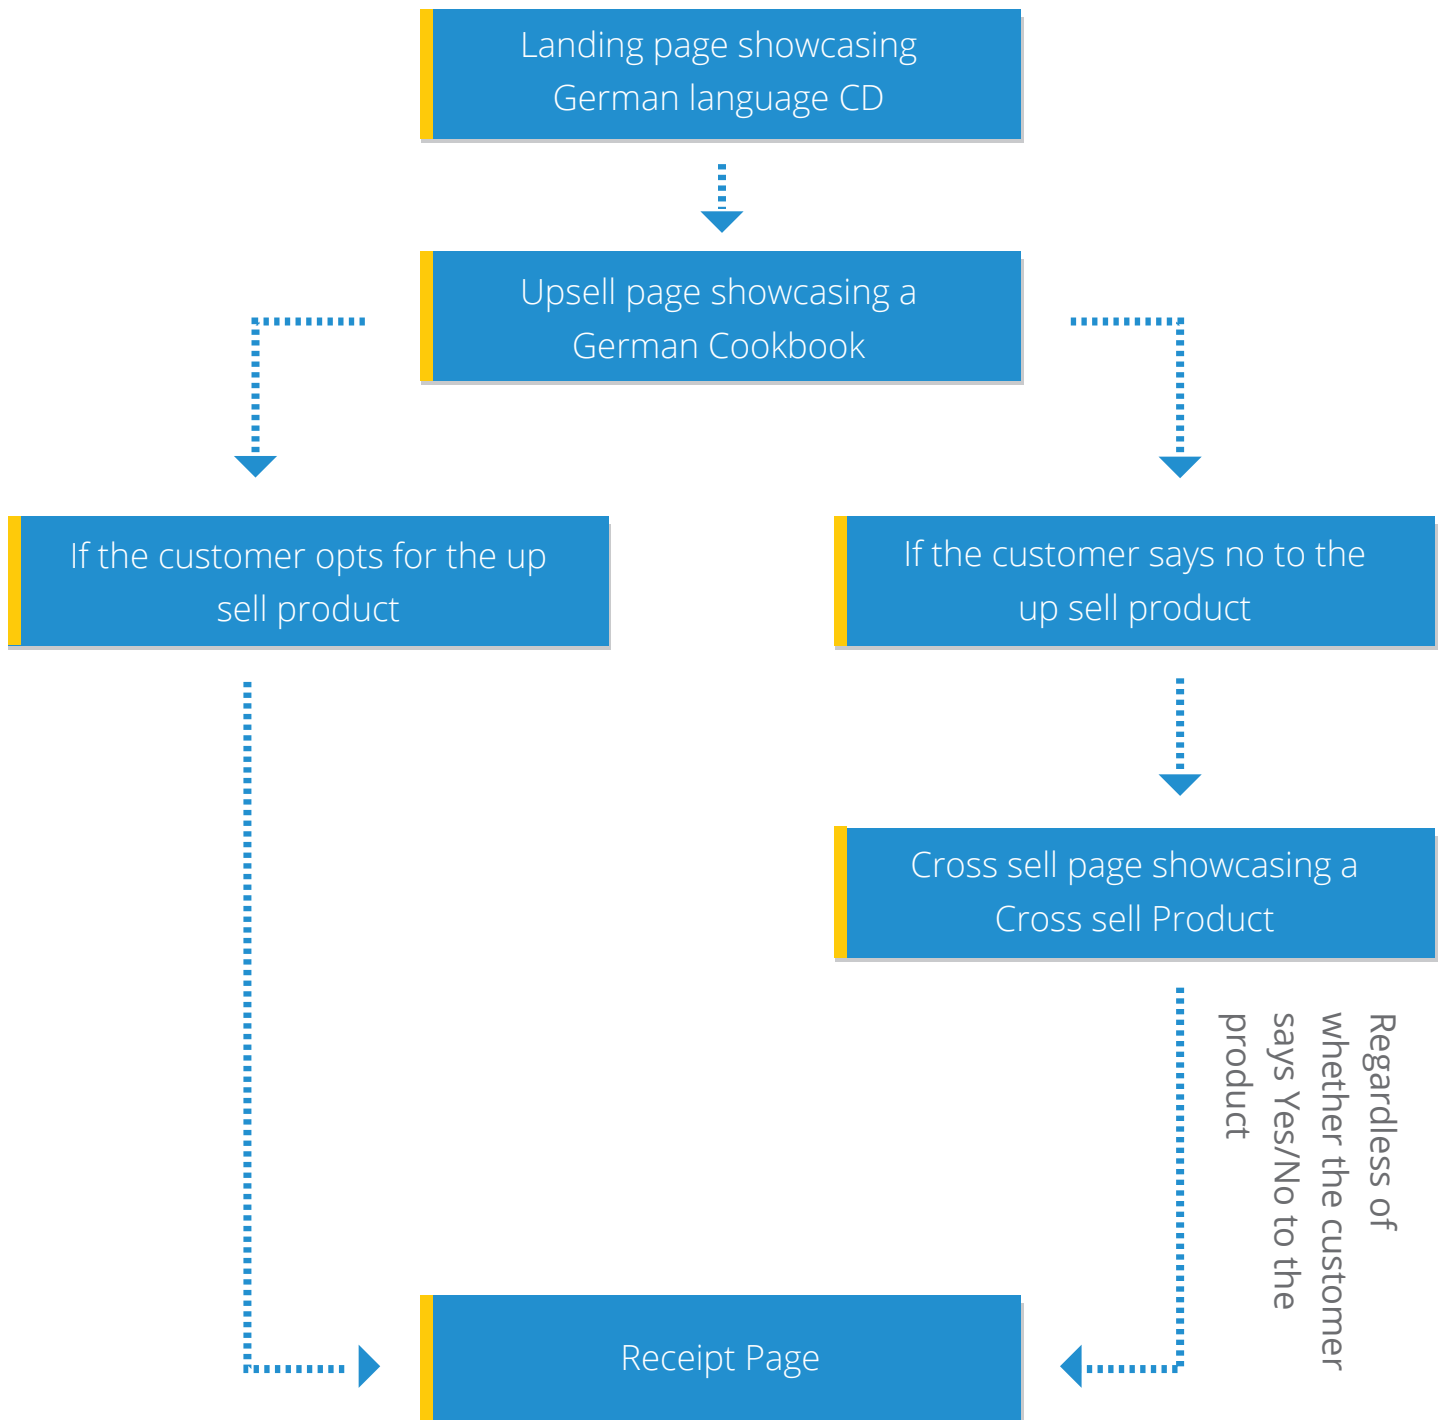 Landing page showcasing
German language CD
Upsell page showcasing a
German Cookbook
If the customer opts for the up
sell product
If the customer says no to the
up sell product
Cross sell page showcasing a
Cross sell Product
Regardless of
whether the customer
says Yes/No to the
product
Receipt Page